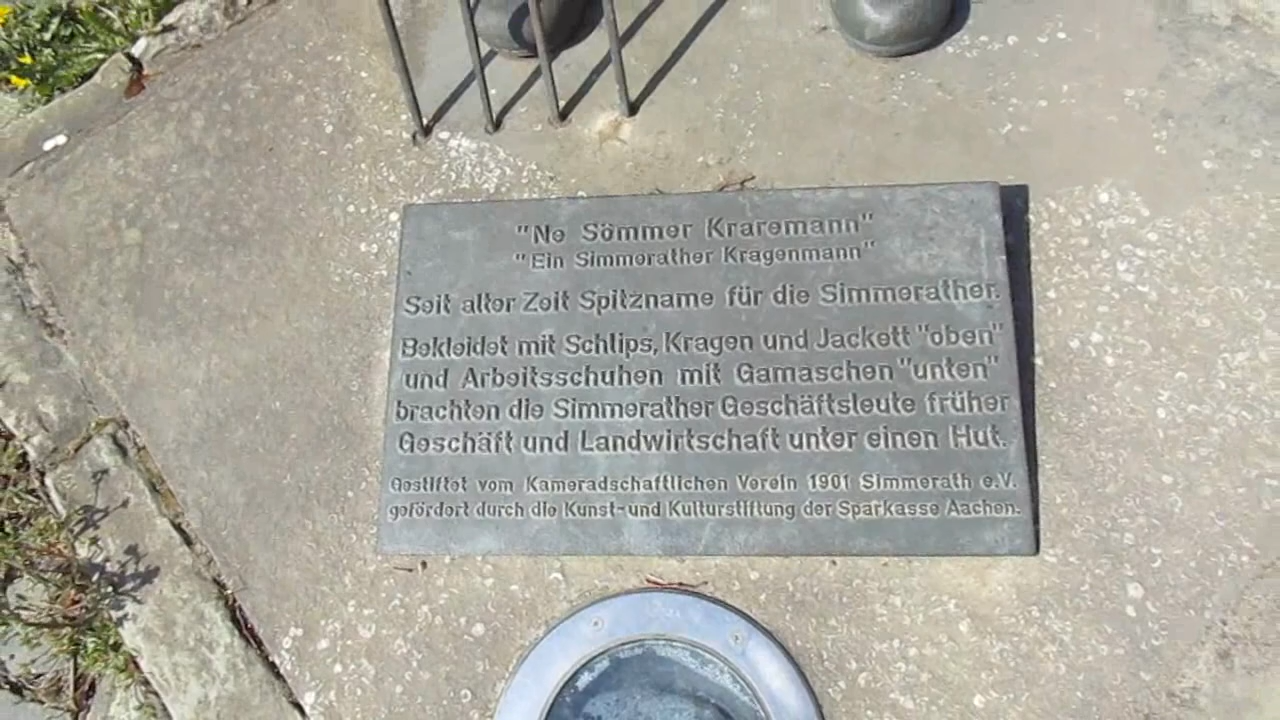 "Ne Sömmer Kraremann"
"Ein Simmerather Kragenmann"
Seit alter Zeit Spitzname für die Simmerather.
Bekleidet mit Schlips, Kragen und Jackett "oben"
und Arbeitsschuhen mit Gamaschen "unten"
brachten die Simmerather Geschäftsleute früher
Geschäft und Landwirtschaft unter einen Hut.
Gestiftet vom Kameradschaftlichen Verein 1901 Simmerath e.V.
gefördert durch die Kunst-und Kulturstiftung der Sparkasse Aachen.